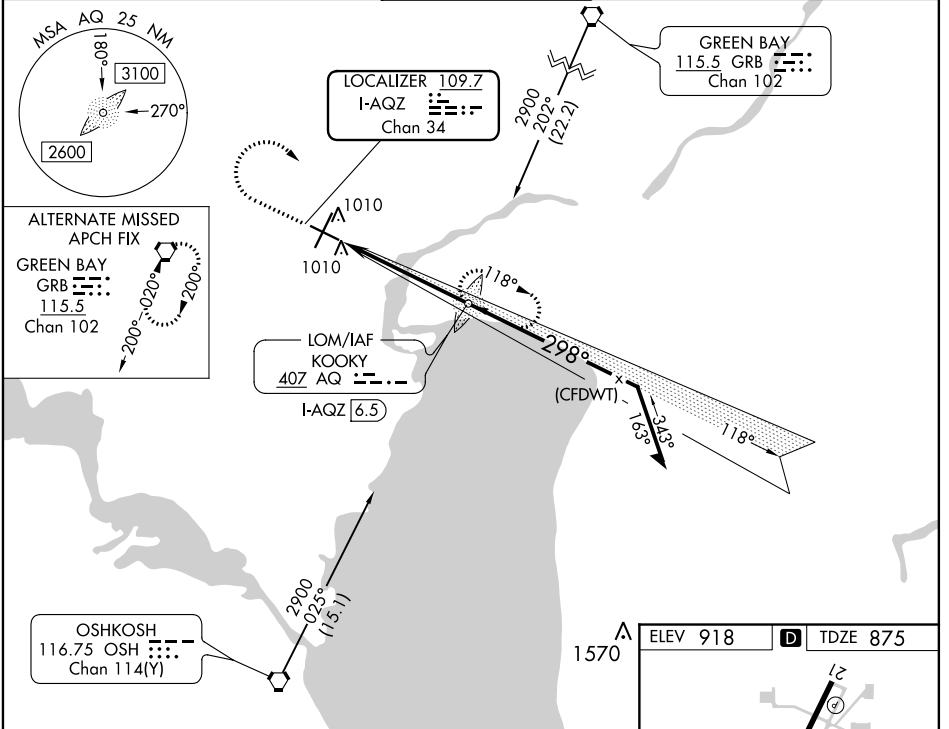 MSA AQ 25 NM
180°
3100
270°
2600
LOCALIZER 109.7
I-AQZ
Chan 34
GREEN BAY
115.5 GRB
Chan 102
2900
202°
(22.2)
ALTERNATE MISSED
APCH FIX
GREEN BAY
GRB
115.5
Chan 102
020°
200°
200°
1010
1010
118°
LOM/IAF
KOOKY
407 AQ
I-AQZ 6.5
298°
(CFDWT)
343°
163°
118°
2900
025°
(15.1)
OSHKOSH
116.75 OSH
Chan 114(Y)
1570
ELEV 918 D TDZE 875
21
P